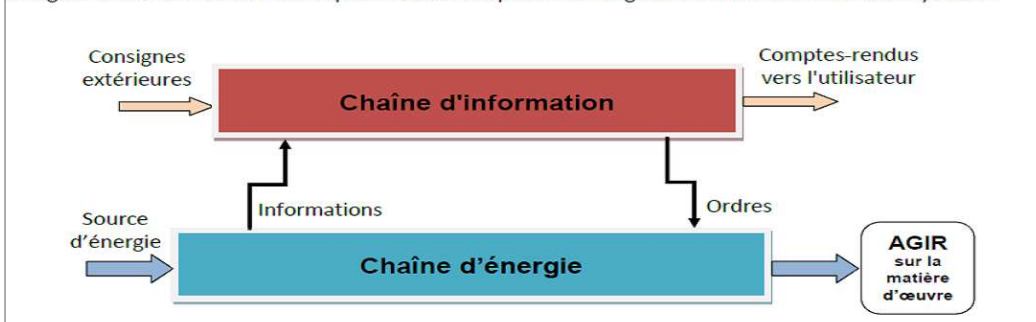 Consignes
extérieures
Comptes-rendus
vers l'utilisateur
Chaîne d'information
Informations
Ordres
Source
d’énergie
Chaîne d’énergie
AGIR
sur la
matière
d’œuvre